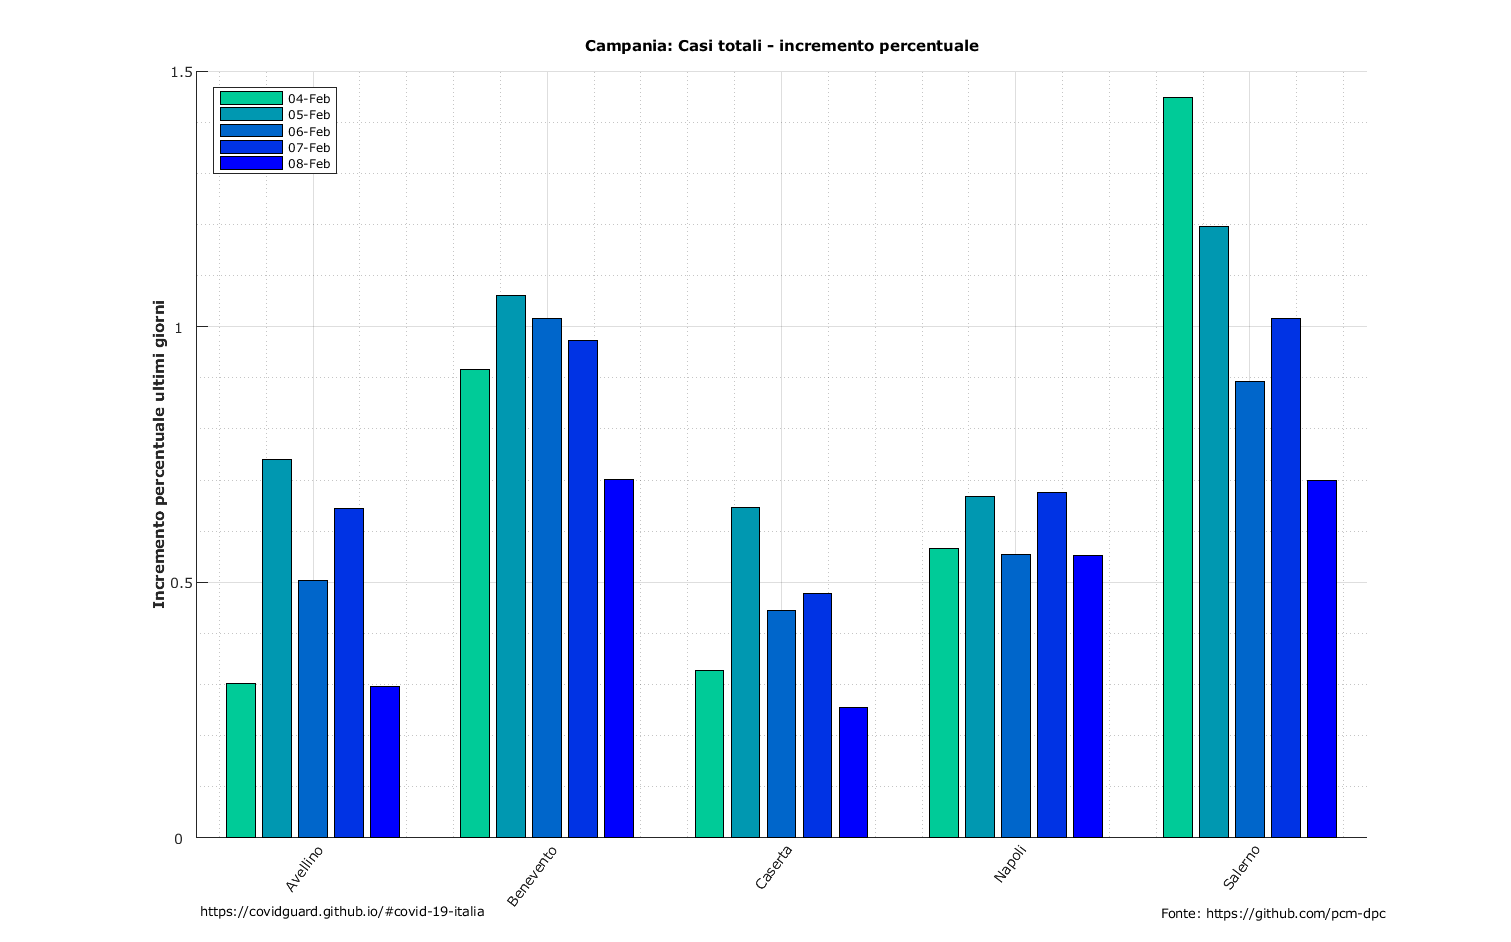 Campania: Casi totali - incremento percentuale
1.5
1
0.5
0
Incremento percentuale ultimi giorni
04-Feb
05-Feb
06-Feb
07-Feb
08-Feb
Avellino
Benevento
Caserta
Napoli
Salerno
https://covidguard.github.io/#covid-19-italia
Fonte: https://github.com/pcm-dpc